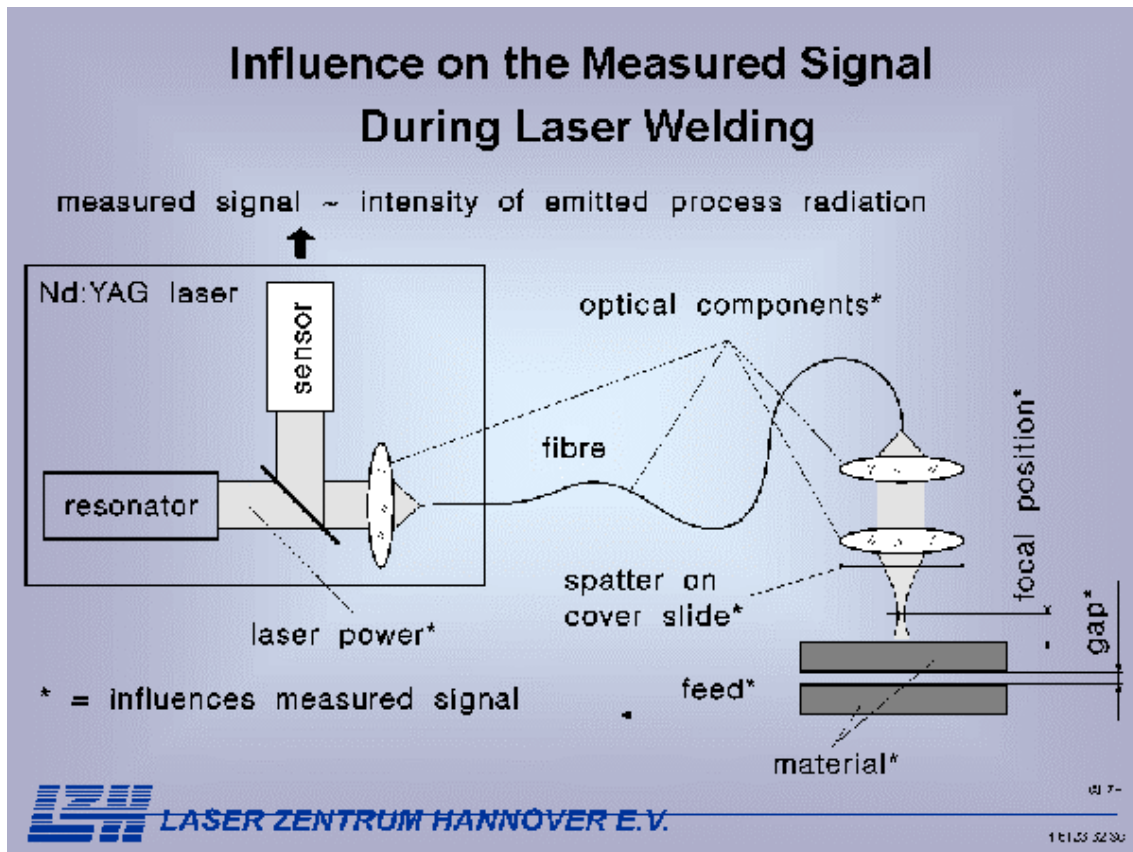 Influence on the Measured Signal
During Laser Welding
measured signal ~ intensity of emitted process radiation
Nd:YAG laser
sensor
optical components*
resonator
fibre
focal position*
gap*
spatter on
cover slide*
laser power*
feed*
* = influences measured signal
material*
LZH LASER ZENTRUM HANNOVER E.V.